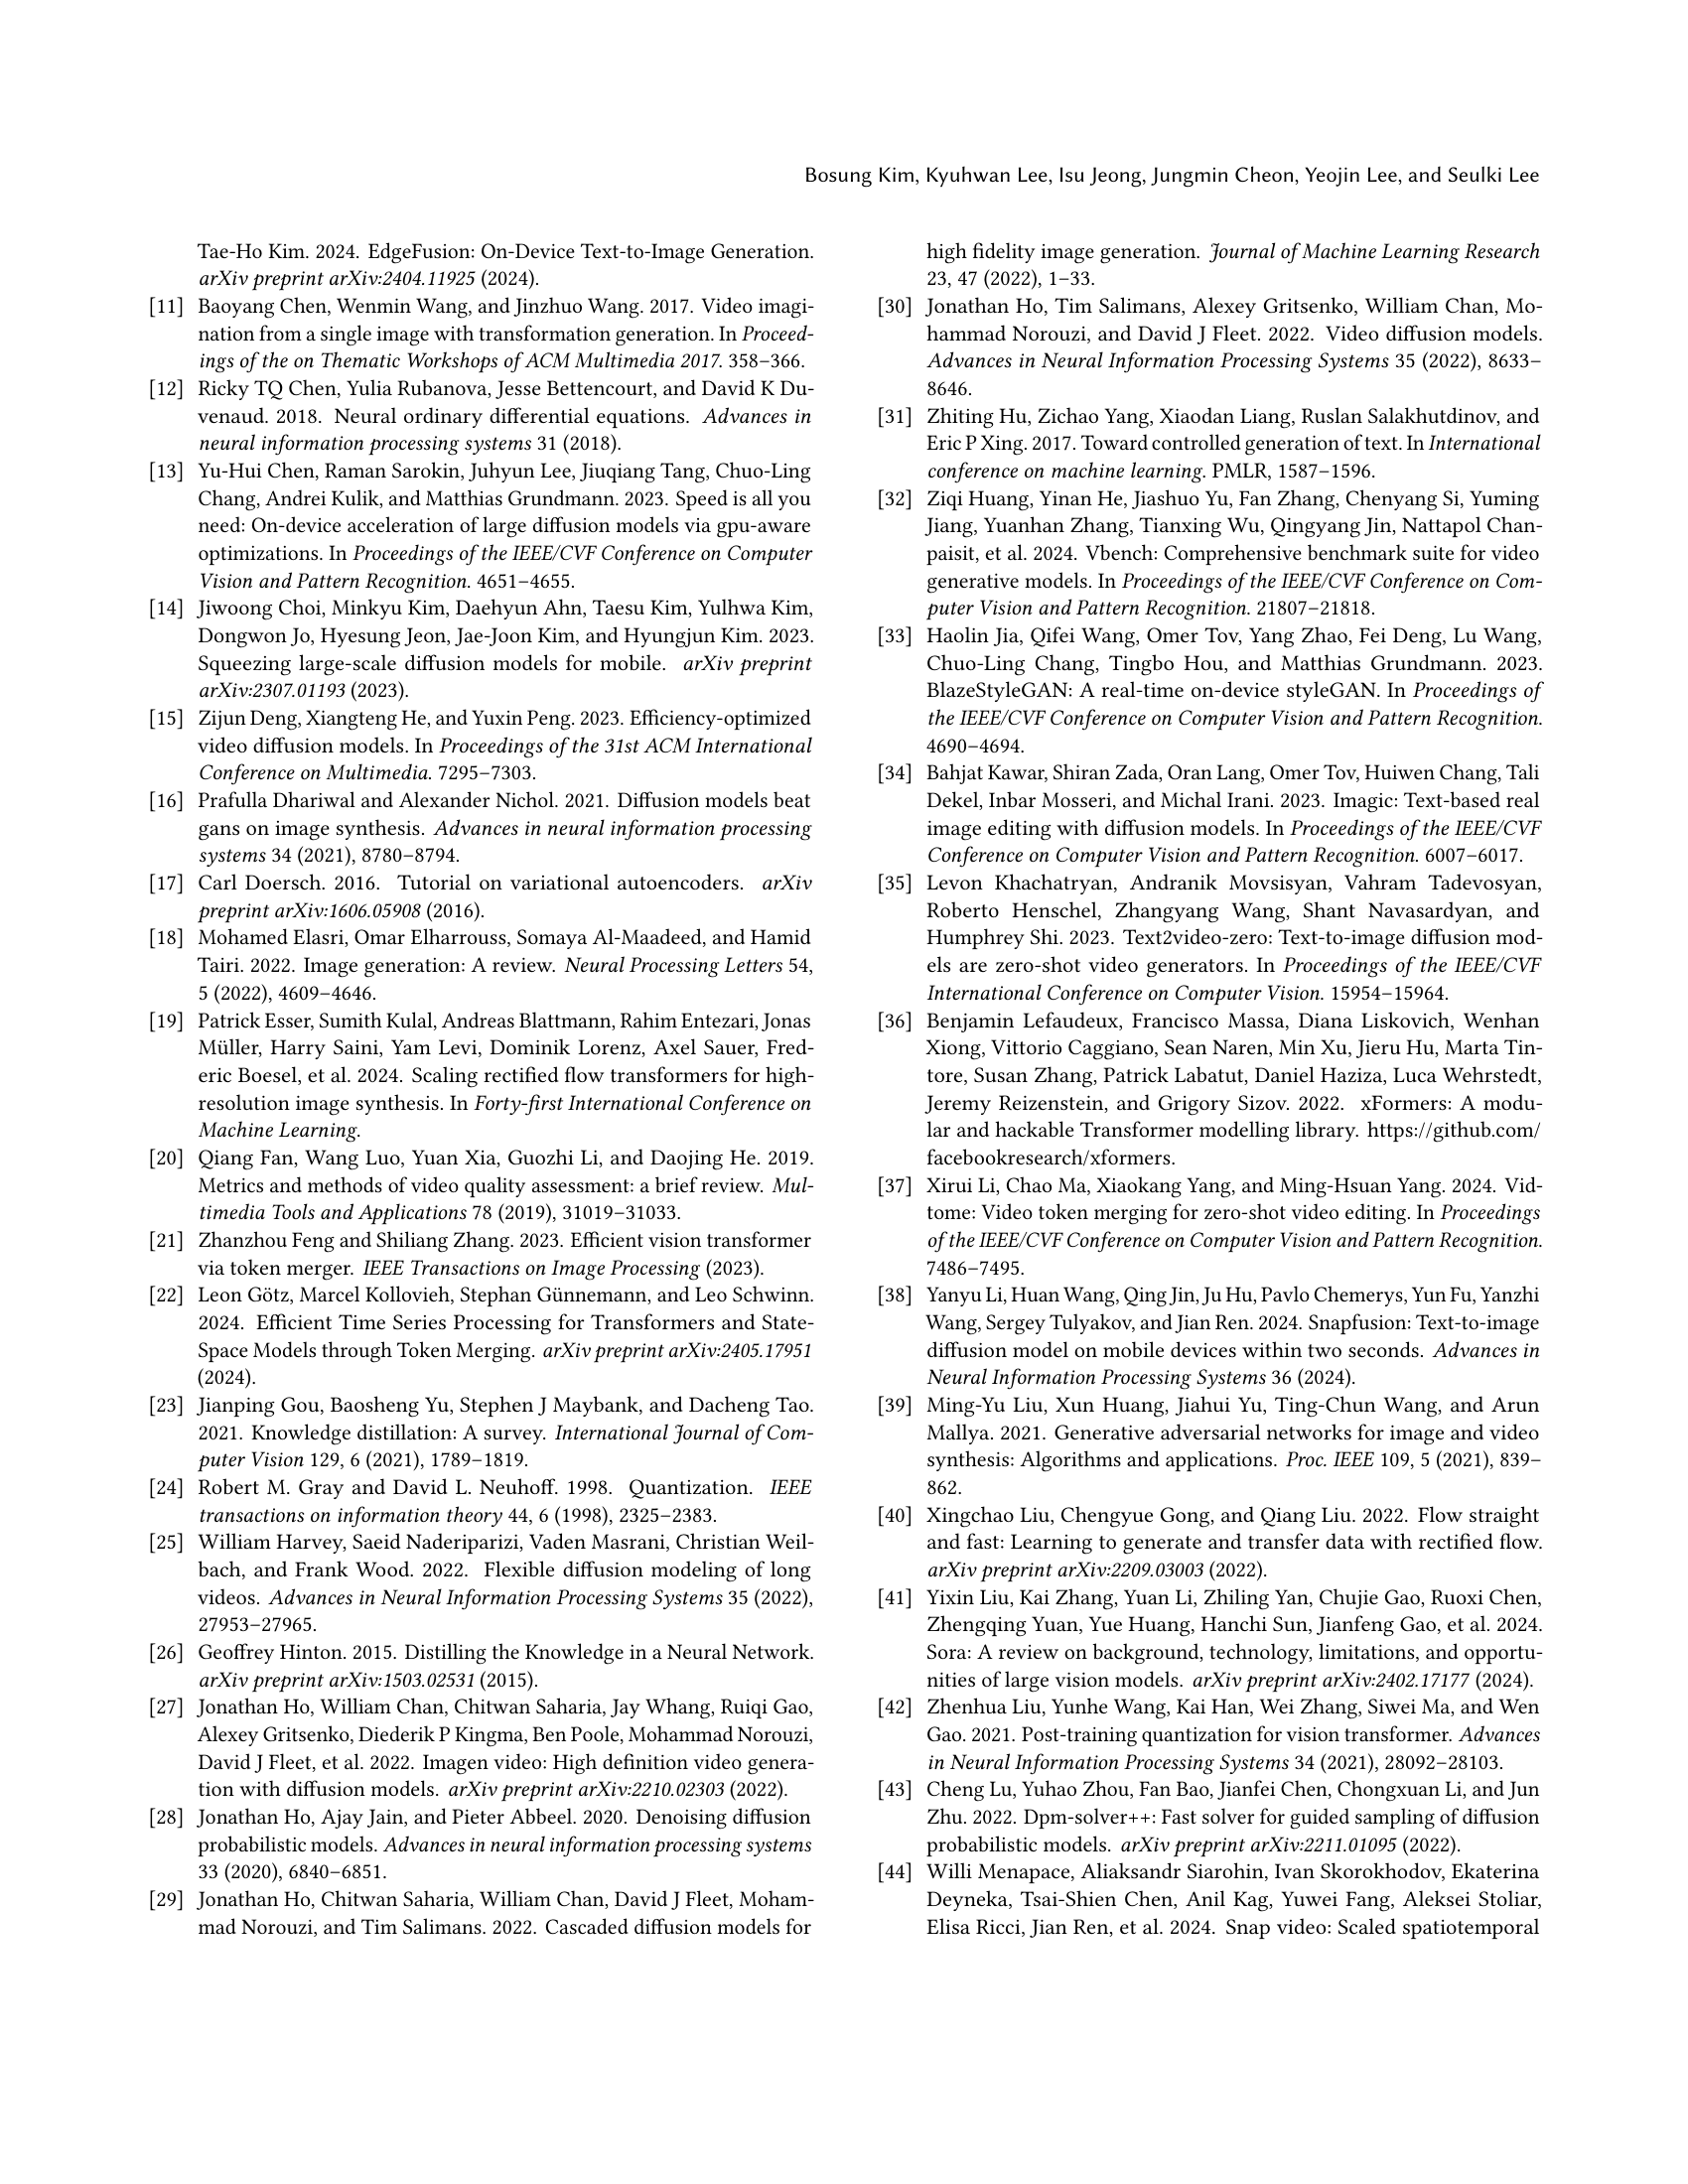 Bosung Kim, Kyuhwan Lee, Isu Jeong, Jungmin Cheon, Yeojin Lee, and Seulki Lee
Tae-Ho Kim. 2024. EdgeFusion: On-Device Text-to-Image Generation.
arXiv preprint arXiv:2404.11925 (2024).
[11] Baoyang Chen, Wenmin Wang, and Jinzhuo Wang. 2017. Video imagi-
nation from a single image with transformation generation. In Proceed-
ings of the on Thematic Workshops of ACM Multimedia 2017. 358–366.
[12] Ricky TQ Chen, Yulia Rubanova, Jesse Bettencourt, and David K Du-
venaud. 2018. Neural ordinary differential equations. Advances in
neural information processing systems 31 (2018).
[13] Yu-Hui Chen, Raman Sarokin, Juhyun Lee, Jiuqiang Tang, Chuo-Ling
Chang, Andrei Kulik, and Matthias Grundmann. 2023. Speed is all you
need: On-device acceleration of large diffusion models via gpu-aware
optimizations. In Proceedings of the IEEE/CVF Conference on Computer
Vision and Pattern Recognition. 4651–4655.
[14] Jiwoong Choi, Minkyu Kim, Daehyun Ahn, Taesu Kim, Yulhwa Kim,
Dongwon Jo, Hyesung Jeon, Jae-Joon Kim, and Hyungjun Kim. 2023.
Squeezing large-scale diffusion models for mobile. arXiv preprint
arXiv:2307.01193 (2023).
[15] Zijun Deng, Xiangteng He, and Yuxin Peng. 2023. Efficiency-optimized
video diffusion models. In Proceedings of the 31st ACM International
Conference on Multimedia. 7295–7303.
[16] Prafulla Dhariwal and Alexander Nichol. 2021. Diffusion models beat
gans on image synthesis. Advances in neural information processing
systems 34 (2021), 8780–8794.
[17] Carl Doersch. 2016. Tutorial on variational autoencoders. arXiv
preprint arXiv:1606.05908 (2016).
[18] Mohamed Elasri, Omar Elharrouss, Somaya Al-Maadeed, and Hamid
Tairi. 2022. Image generation: A review. Neural Processing Letters 54,
5 (2022), 4609–4646.
[19] Patrick Esser, Sumith Kulal, Andreas Blattmann, Rahim Entezari, Jonas
Müller, Harry Saini, Yam Levi, Dominik Lorenz, Axel Sauer, Fred-
eric Boesel, et al. 2024. Scaling rectified flow transformers for high-
resolution image synthesis. In Forty-first International Conference on
Machine Learning.
[20] Qiang Fan, Wang Luo, Yuan Xia, Guozhi Li, and Daojing He. 2019.
Metrics and methods of video quality assessment: a brief review. Mul-
timedia Tools and Applications 78 (2019), 31019–31033.
[21] Zhanzhou Feng and Shiliang Zhang. 2023. Efficient vision transformer
via token merger. IEEE Transactions on Image Processing (2023).
[22] Leon Götz, Marcel Kollovieh, Stephan Günnemann, and Leo Schwinn.
2024. Efficient Time Series Processing for Transformers and State-
Space Models through Token Merging. arXiv preprint arXiv:2405.17951
(2024).
[23] Jianping Gou, Baosheng Yu, Stephen J Maybank, and Dacheng Tao.
2021. Knowledge distillation: A survey. International Journal of Com-
puter Vision 129, 6 (2021), 1789–1819.
[24] Robert M. Gray and David L. Neuhoff. 1998. Quantization. IEEE
transactions on information theory 44, 6 (1998), 2325–2383.
[25] William Harvey, Saeid Naderiparizi, Vaden Masrani, Christian Weil-
bach, and Frank Wood. 2022. Flexible diffusion modeling of long
videos. Advances in Neural Information Processing Systems 35 (2022),
27953–27965.
[26] Geoffrey Hinton. 2015. Distilling the Knowledge in a Neural Network.
arXiv preprint arXiv:1503.02531 (2015).
[27] Jonathan Ho, William Chan, Chitwan Saharia, Jay Whang, Ruiqi Gao,
Alexey Gritsenko, Diederik P Kingma, Ben Poole, Mohammad Norouzi,
David J Fleet, et al. 2022. Imagen video: High definition video genera-
tion with diffusion models. arXiv preprint arXiv:2210.02303 (2022).
[28] Jonathan Ho, Ajay Jain, and Pieter Abbeel. 2020. Denoising diffusion
probabilistic models. Advances in neural information processing systems
33 (2020), 6840–6851.
[29] Jonathan Ho, Chitwan Saharia, William Chan, David J Fleet, Moham-
mad Norouzi, and Tim Salimans. 2022. Cascaded diffusion models for
high fidelity image generation. Journal of Machine Learning Research
23, 47 (2022), 1–33.
[30] Jonathan Ho, Tim Salimans, Alexey Gritsenko, William Chan, Mo-
hammad Norouzi, and David J Fleet. 2022. Video diffusion models.
Advances in Neural Information Processing Systems 35 (2022), 8633–
8646.
[31] Zhiting Hu, Zichao Yang, Xiaodan Liang, Ruslan Salakhutdinov, and
Eric P Xing. 2017. Toward controlled generation of text. In International
conference on machine learning. PMLR, 1587–1596.
[32] Ziqi Huang, Yinan He, Jiashuo Yu, Fan Zhang, Chenyang Si, Yuming
Jiang, Yuanhan Zhang, Tianxing Wu, Qingyang Jin, Nattapol Chan-
paisit, et al. 2024. Vbench: Comprehensive benchmark suite for video
generative models. In Proceedings of the IEEE/CVF Conference on Com-
puter Vision and Pattern Recognition. 21807–21818.
[33] Haolin Jia, Qifei Wang, Omer Tov, Yang Zhao, Fei Deng, Lu Wang,
Chuo-Ling Chang, Tingbo Hou, and Matthias Grundmann. 2023.
BlazeStyleGAN: A real-time on-device styleGAN. In Proceedings of
the IEEE/CVF Conference on Computer Vision and Pattern Recognition.
4690–4694.
[34] Bahjat Kawar, Shiran Zada, Oran Lang, Omer Tov, Huiwen Chang, Tali
Dekel, Inbar Mosseri, and Michal Irani. 2023. Imagic: Text-based real
image editing with diffusion models. In Proceedings of the IEEE/CVF
Conference on Computer Vision and Pattern Recognition. 6007–6017.
[35] Levon Khachatryan, Andranik Movsisyan, Vahram Tadevosyan,
Roberto Henschel, Zhangyang Wang, Shant Navasardyan, and
Humphrey Shi. 2023. Text2video-zero: Text-to-image diffusion mod-
els are zero-shot video generators. In Proceedings of the IEEE/CVF
International Conference on Computer Vision. 15954–15964.
[36] Benjamin Lefaudeux, Francisco Massa, Diana Liskovich, Wenhan
Xiong, Vittorio Caggiano, Sean Naren, Min Xu, Jieru Hu, Marta Tin-
tore, Susan Zhang, Patrick Labatut, Daniel Haziza, Luca Wehrstedt,
Jeremy Reizenstein, and Grigory Sizov. 2022. xFormers: A modu-
lar and hackable Transformer modelling library. https://github.com/
facebookresearch/xformers.
[37] Xirui Li, Chao Ma, Xiaokang Yang, and Ming-Hsuan Yang. 2024. Vid-
tome: Video token merging for zero-shot video editing. In Proceedings
of the IEEE/CVF Conference on Computer Vision and Pattern Recognition.
7486–7495.
[38] Yanyu Li, Huan Wang, Qing Jin, Ju Hu, Pavlo Chemerys, Yun Fu, Yanzhi
Wang, Sergey Tulyakov, and Jian Ren. 2024. Snapfusion: Text-to-image
diffusion model on mobile devices within two seconds. Advances in
Neural Information Processing Systems 36 (2024).
[39] Ming-Yu Liu, Xun Huang, Jiahui Yu, Ting-Chun Wang, and Arun
Mallya. 2021. Generative adversarial networks for image and video
synthesis: Algorithms and applications. Proc. IEEE 109, 5 (2021), 839–
862.
[40] Xingchao Liu, Chengyue Gong, and Qiang Liu. 2022. Flow straight
and fast: Learning to generate and transfer data with rectified flow.
arXiv preprint arXiv:2209.03003 (2022).
[41] Yixin Liu, Kai Zhang, Yuan Li, Zhiling Yan, Chujie Gao, Ruoxi Chen,
Zhengqing Yuan, Yue Huang, Hanchi Sun, Jianfeng Gao, et al. 2024.
Sora: A review on background, technology, limitations, and opportu-
nities of large vision models. arXiv preprint arXiv:2402.17177 (2024).
[42] Zhenhua Liu, Yunhe Wang, Kai Han, Wei Zhang, Siwei Ma, and Wen
Gao. 2021. Post-training quantization for vision transformer. Advances
in Neural Information Processing Systems 34 (2021), 28092–28103.
[43] Cheng Lu, Yuhao Zhou, Fan Bao, Jianfei Chen, Chongxuan Li, and Jun
Zhu. 2022. Dpm-solver++: Fast solver for guided sampling of diffusion
probabilistic models. arXiv preprint arXiv:2211.01095 (2022).
[44] Willi Menapace, Aliaksandr Siarohin, Ivan Skorokhodov, Ekaterina
Deyneka, Tsai-Shien Chen, Anil Kag, Yuwei Fang, Aleksei Stoliar,
Elisa Ricci, Jian Ren, et al. 2024. Snap video: Scaled spatiotemporal